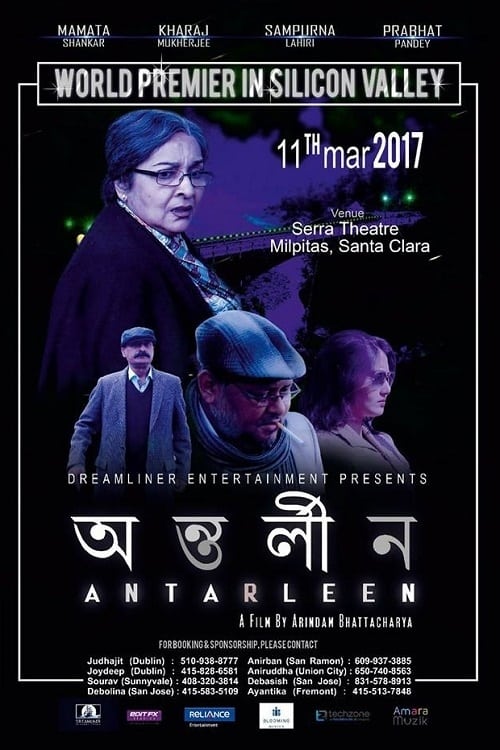 MAMATA SHANKAR
KHARAJ MUKHERJEE
SAMPURNA LAHIRI
PRABHAT PANDEY
WORLD PREMIER IN SILICON VALLEY
11TH mar 2017
Venue
Serra Theatre
Milpitas, Santa Clara
DREAMLINER ENTERTAINMENT PRESENTS
অন্তর্লীন
ANTARLEEN
A FILM BY ARINDAM BHATTACHARYA
FOR BOOKING & SPONSORSHIP, PLEASE CONTACT
Judhajit (Dublin) : 510-938-8777
Joydeep (Dublin) : 415-828-6581
Sourav (Sunnyvale) : 408-320-3814
Debolina (San Jose) : 415-583-5109
Anirban (San Ramon) : 609-937-3885
Aniruddha (Union City) : 650-740-8563
Debasish (San Jose) : 831-578-8913
Ayantika (Fremont) : 415-513-7848
DREAMLINER
EDIT FX
RELIANCE
Entertainment
BLOOMING
techzone
Amara
Muzik